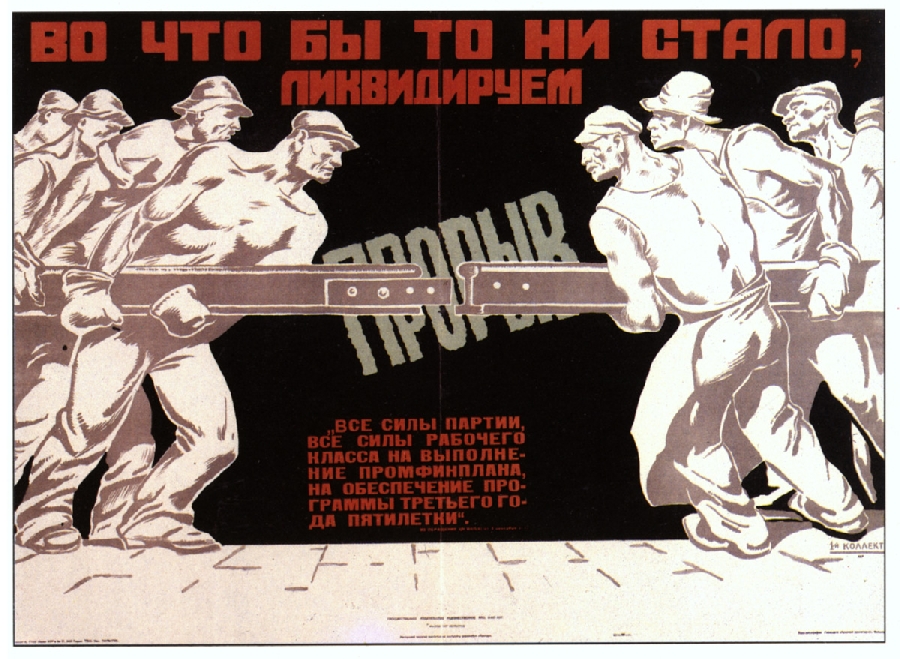 ВО ЧТО БЫ ТО НИ СТАЛО,
ЛИКВИДИРУЕМ
ПРОРЫВ
„ВСЕ СИЛЫ ПАРТИИ,
ВСЕ СИЛЫ РАБОЧЕГО
КЛАССА НА ВЫПОЛНЕ-
НИЕ ПРОМФИНПЛАНА,
НА ОБЕСПЕЧЕНИЕ ПРО-
ГРАММЫ ТРЕТЬЕГО ГО-
ДА ПЯТИЛЕТКИ“.
1й КОЛЛЕКТ